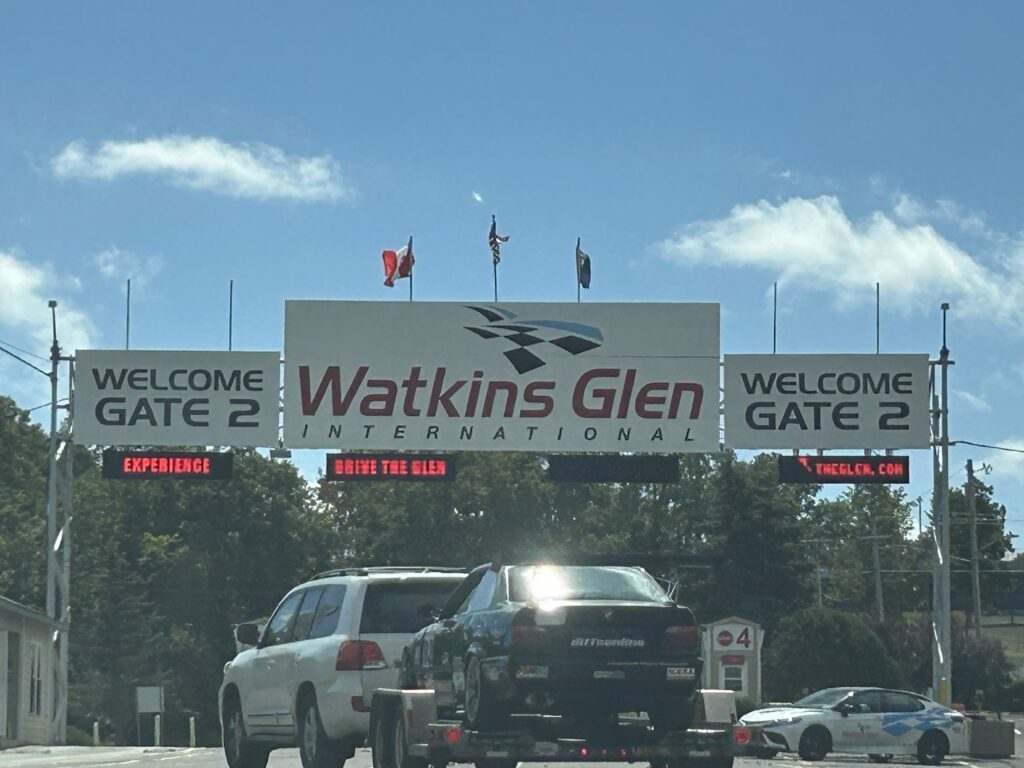 WELCOME
GATE 2
Watkins Glen
INTERNATIONAL
WELCOME
GATE 2
EXPERIENCE
DRIVE THE GLEN
THEGLEN.COM
4